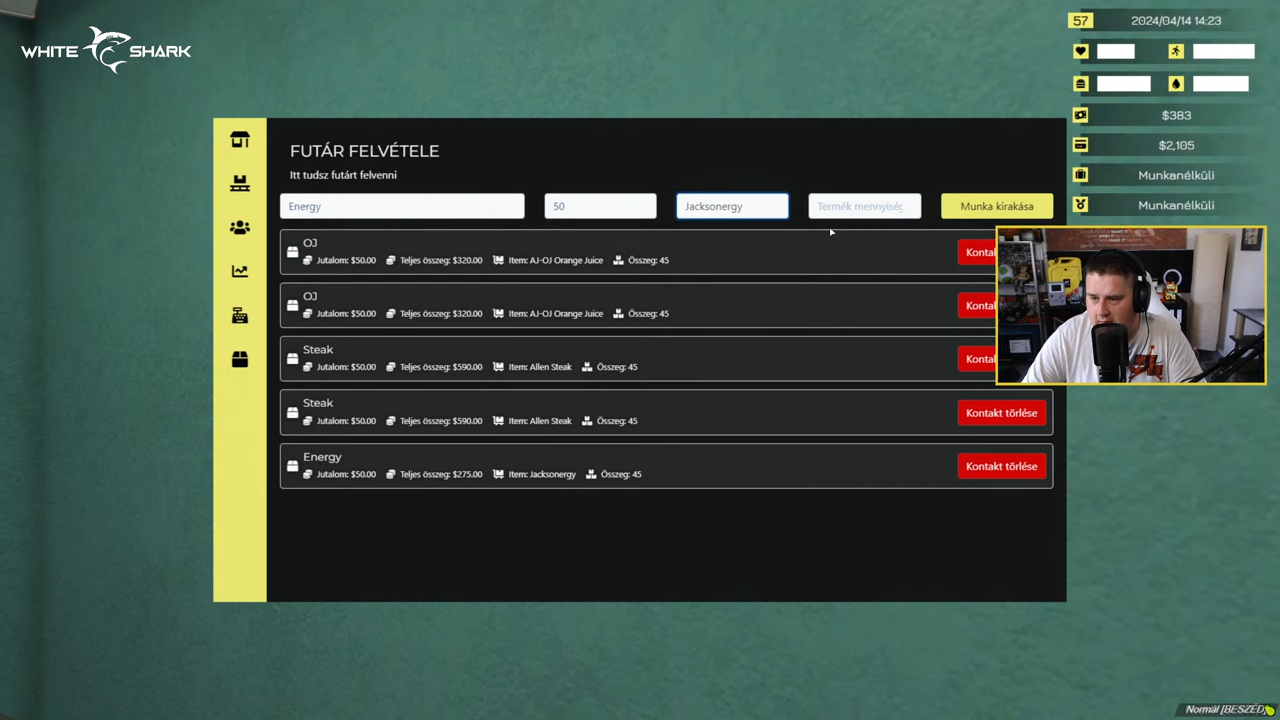 WHITE SHARK
57 2024/04/14 14:23
$383
$2,105
Munkanélküli
Munkanélküli
FUTÁR FELVÉTELE
Itt tudsz futárt felvenni
Energy 50 Jacksonergy Termék mennyiség Munka kirakása
OJ
Jutalom: $50.00 Teljes összeg: $320.00 Item: AJ-OJ Orange Juice Összeg: 45
OJ
Jutalom: $50.00 Teljes összeg: $320.00 Item: AJ-OJ Orange Juice Összeg: 45
Steak
Jutalom: $50.00 Teljes összeg: $590.00 Item: Allen Steak Összeg: 45
Steak
Jutalom: $50.00 Teljes összeg: $590.00 Item: Allen Steak Összeg: 45
Kontakt törlése
Energy
Jutalom: $50.00 Teljes összeg: $275.00 Item: Jacksonergy Összeg: 45
Kontakt törlése
Normál [BESZÉD]